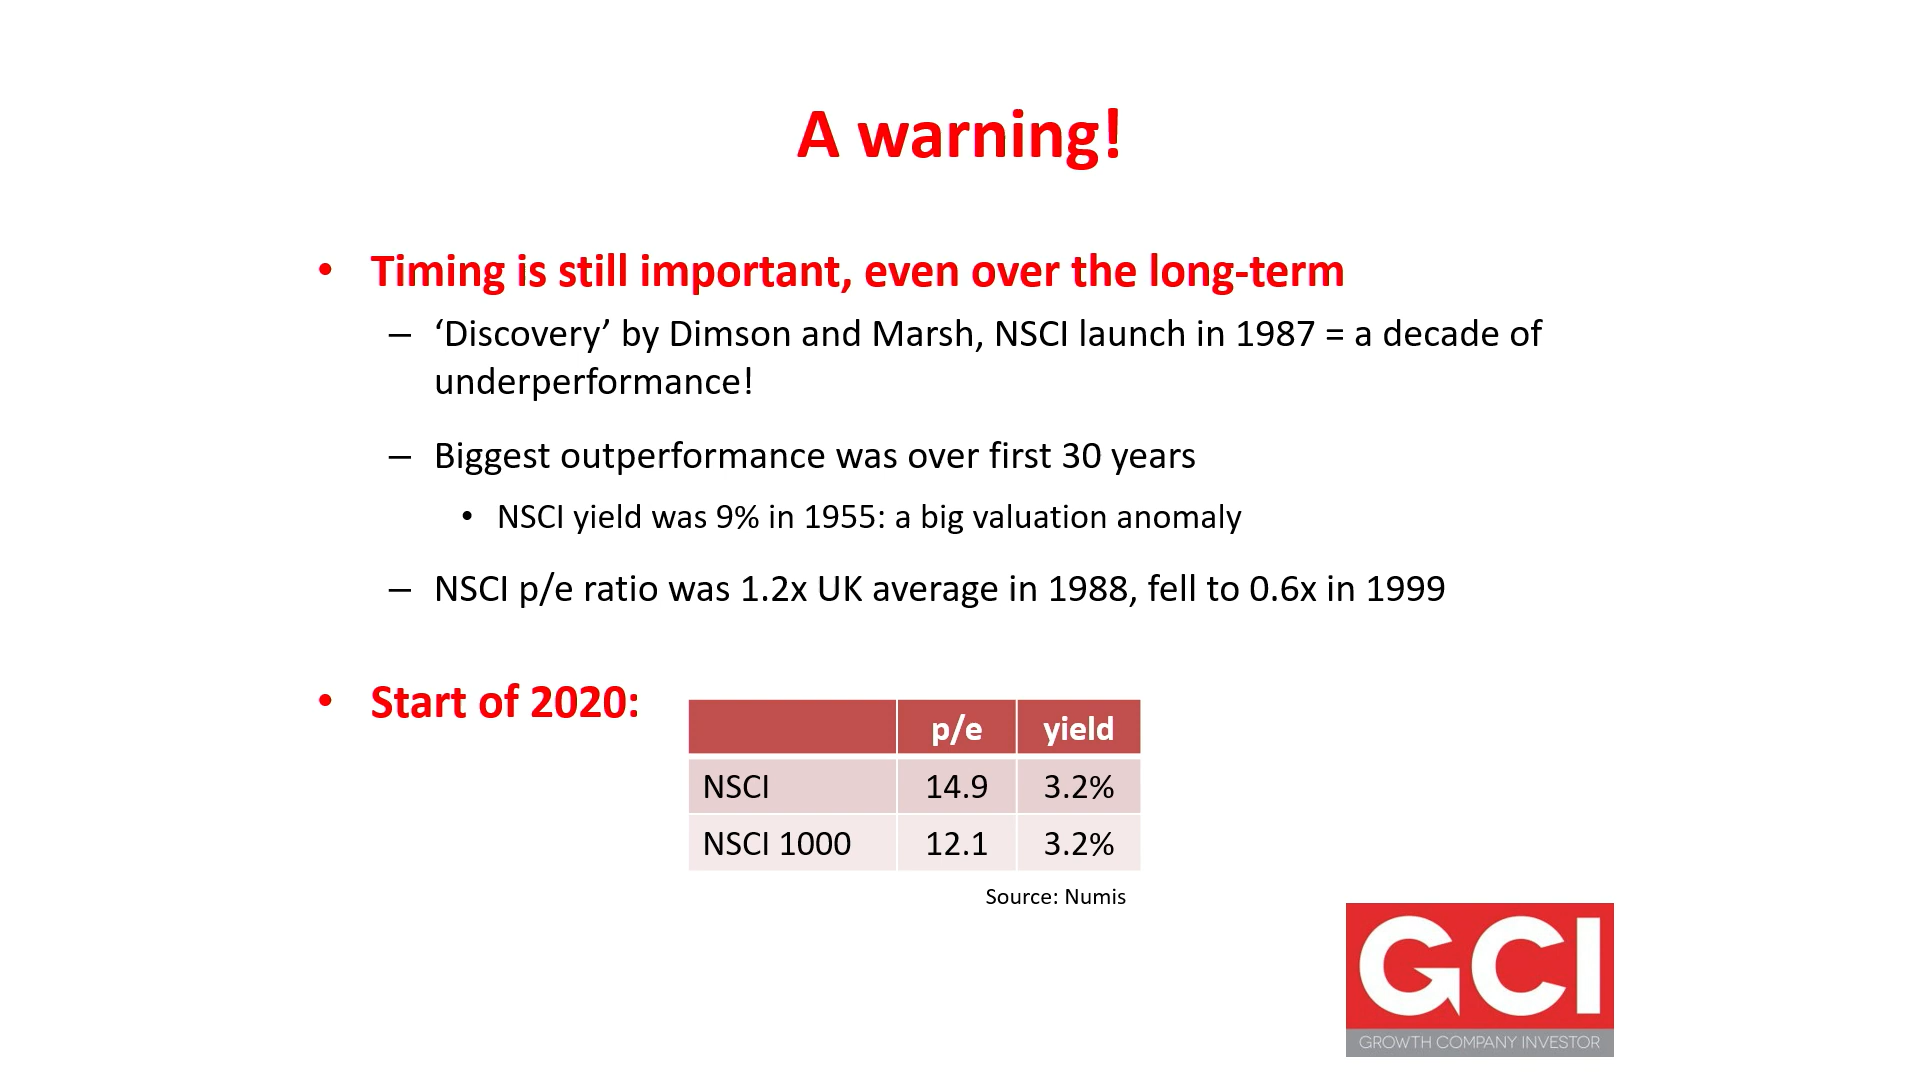 A warning!
• Timing is still important, even over the long-term
– ‘Discovery’ by Dimson and Marsh, NSCI launch in 1987 = a decade of
underperformance!
– Biggest outperformance was over first 30 years
• NSCI yield was 9% in 1955: a big valuation anomaly
– NSCI p/e ratio was 1.2x UK average in 1988, fell to 0.6x in 1999
• Start of 2020:
p/e yield
NSCI 14.9 3.2%
NSCI 1000 12.1 3.2%
Source: Numis
GCI
GROWTH COMPANY INVESTOR